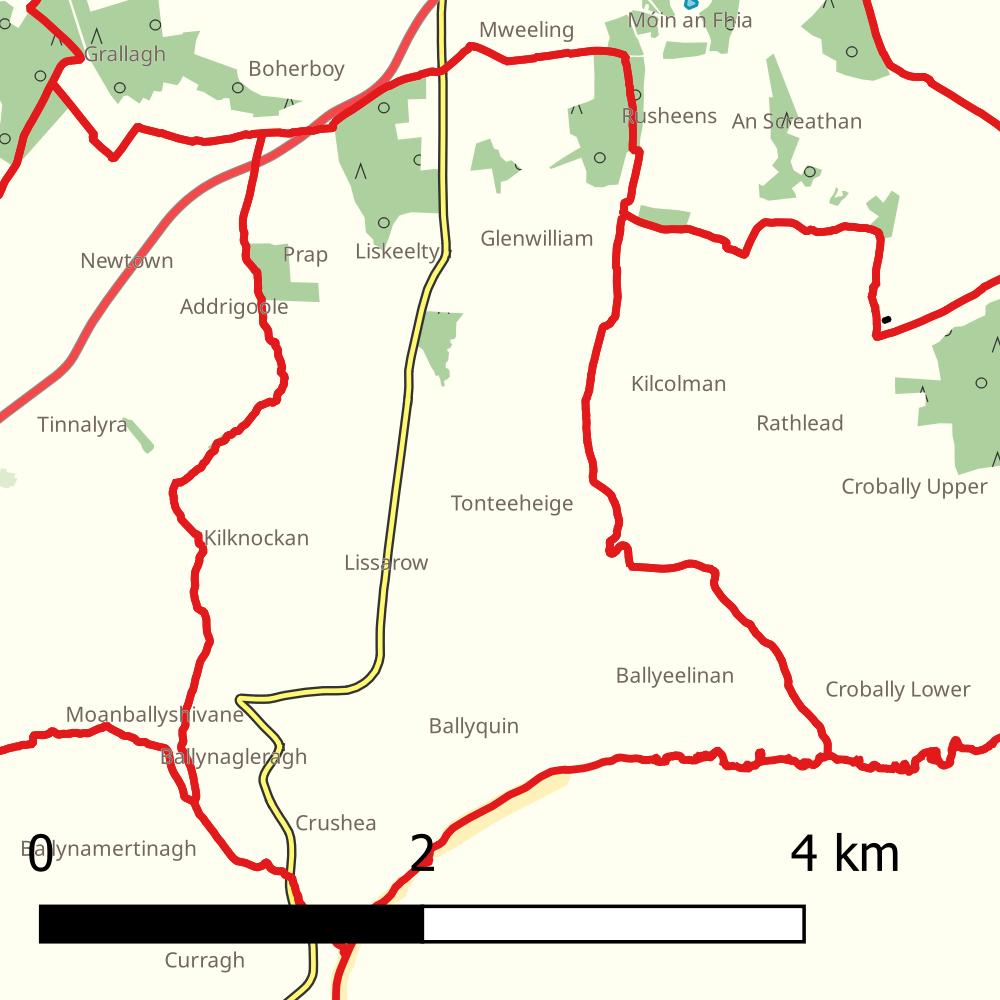 Móin an Fhia
Mweeling
Grallagh
Boherboy
Rusheens
An Screathan
Glenwilliam
Prap
Liskeelty
Newtown
Addrigoole
Kilcolman
Rathlead
Tinnalyra
Crobally Upper
Tonteeheige
Kilknockan
Lissarow
Ballyeelinan
Crobally Lower
Moanballyshivane
Ballyquin
Ballynagleragh
Crushea
Ballynamertinagh
0 2 4 km
Curragh